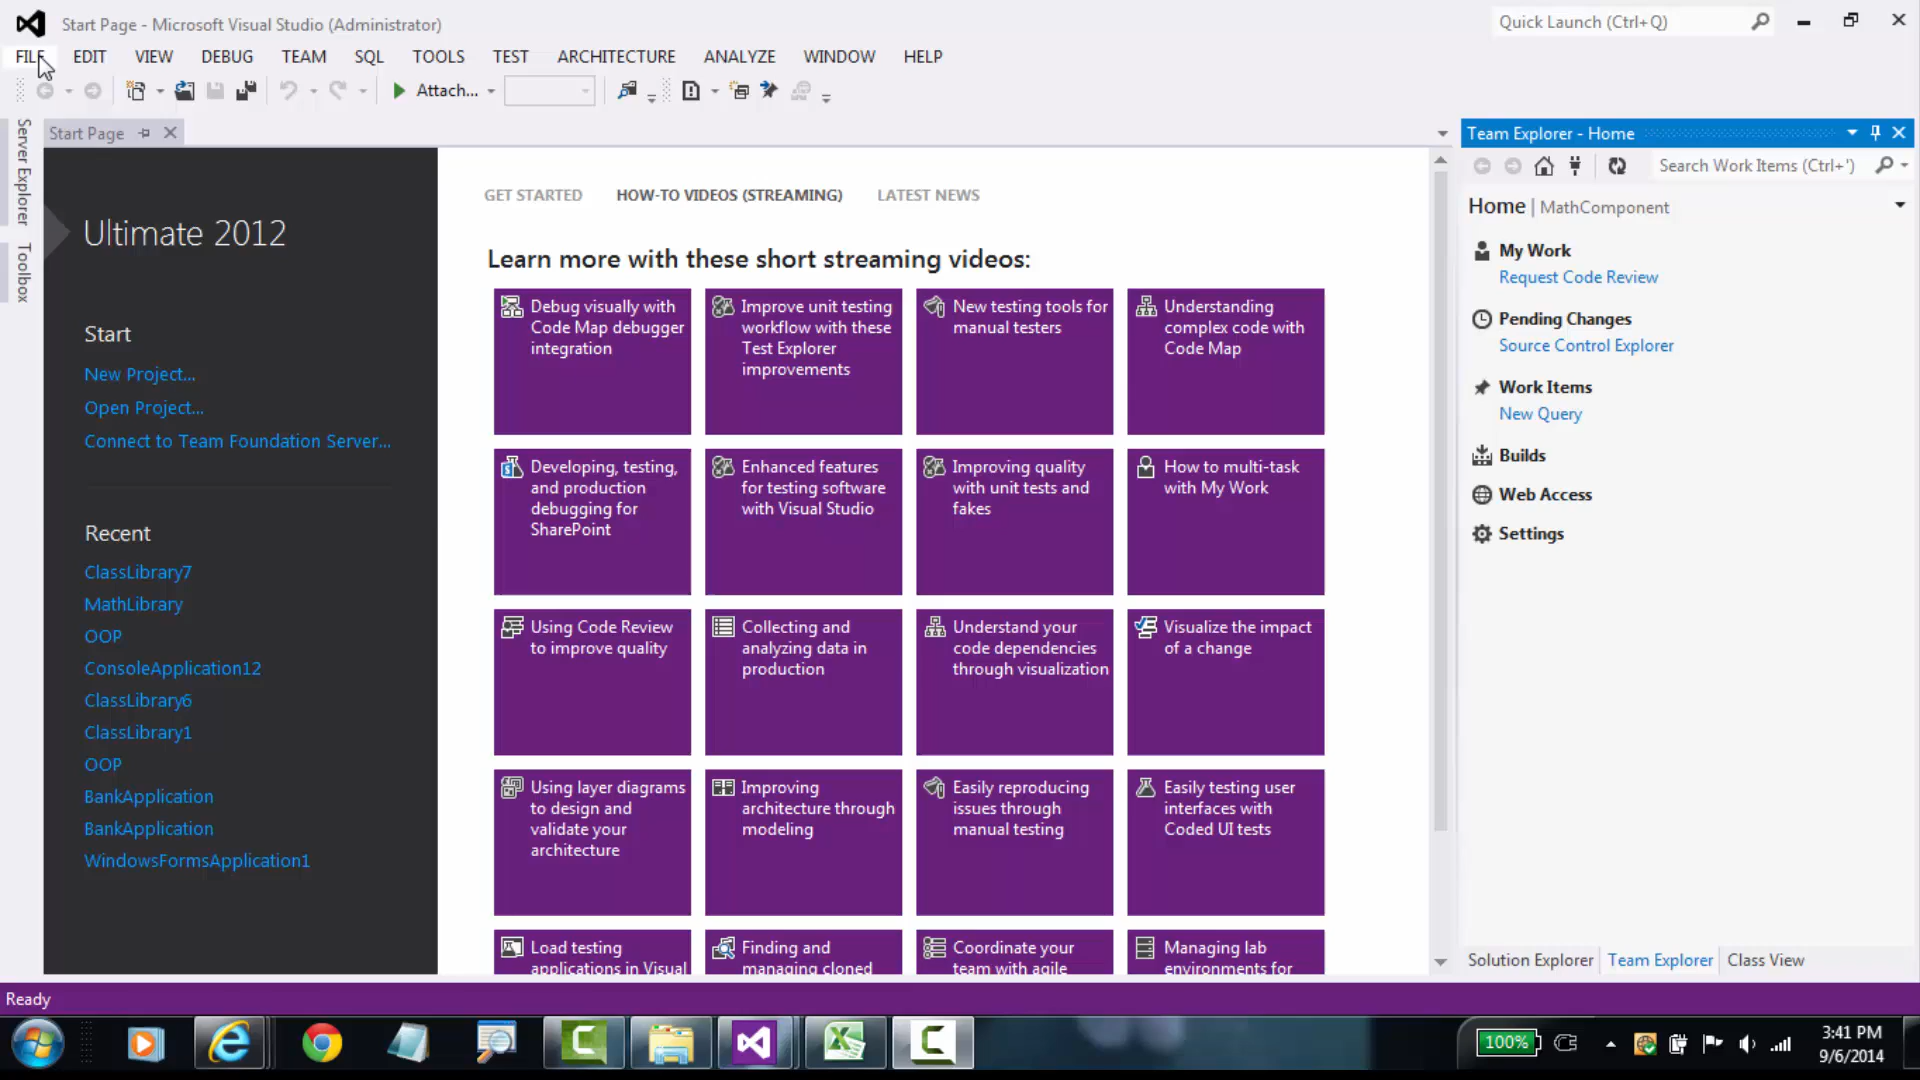 Start Page - Microsoft Visual Studio (Administrator)
Quick Launch (Ctrl+Q)
FILE EDIT VIEW DEBUG TEAM SQL TOOLS TEST ARCHITECTURE ANALYZE WINDOW HELP
Attach...
Server Explorer
Toolbox
Start Page
Ultimate 2012
Start
New Project...
Open Project...
Connect to Team Foundation Server...
Recent
ClassLibrary7
MathLibrary
OOP
ConsoleApplication12
ClassLibrary6
ClassLibrary1
OOP
BankApplication
BankApplication
WindowsFormsApplication1
GET STARTED HOW-TO VIDEOS (STREAMING) LATEST NEWS
Learn more with these short streaming videos:
Debug visually with
Code Map debugger
integration
Improve unit testing
workflow with these
Test Explorer
improvements
New testing tools for
manual testers
Understanding
complex code with
Code Map
Developing, testing,
and production
debugging for
SharePoint
Enhanced features
for testing software
with Visual Studio
Improving quality
with unit tests and
fakes
How to multi-task
with My Work
Using Code Review
to improve quality
Collecting and
analyzing data in
production
Understand your
code dependencies
through visualization
Visualize the impact
of a change
Using layer diagrams
to design and
validate your
architecture
Improving
architecture through
modeling
Easily reproducing
issues through
manual testing
Easily testing user
interfaces with
Coded UI tests
Load testing
applications in Visual
Finding and
managing cloned
Coordinate your
team with agile
Managing lab
environments for
Team Explorer - Home
Search Work Items (Ctrl+')
Home | MathComponent
My Work
Request Code Review
Pending Changes
Source Control Explorer
Work Items
New Query
Builds
Web Access
Settings
Solution Explorer Team Explorer Class View
Ready
100%
3:41 PM
9/6/2014